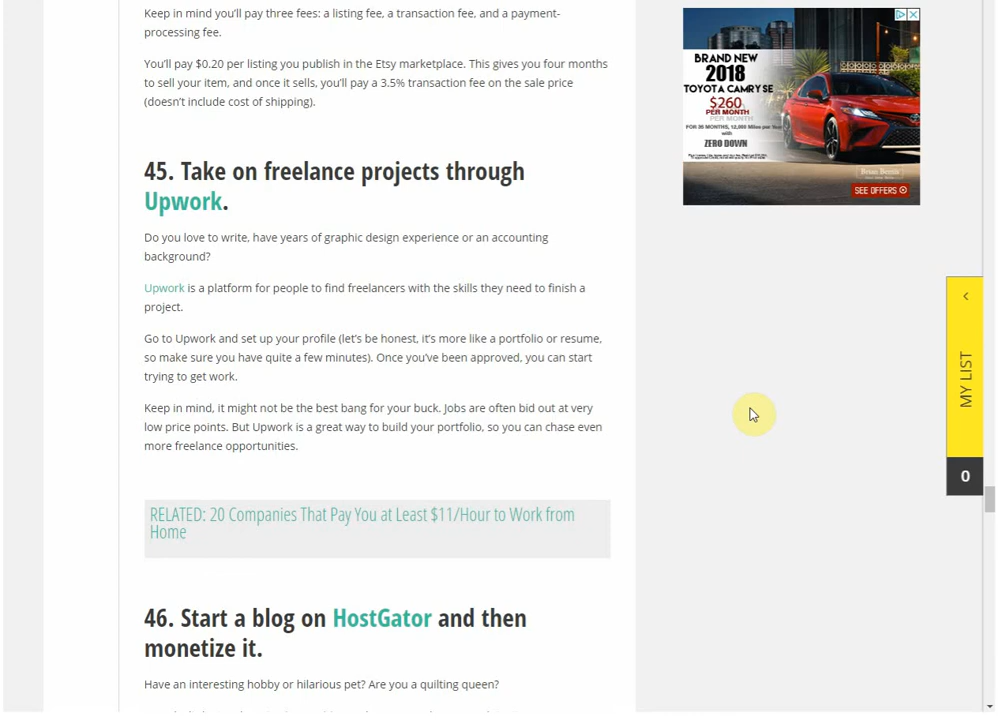 Keep in mind you'll pay three fees: a listing fee, a transaction fee, and a payment-
processing fee.
You'll pay $0.20 per listing you publish in the Etsy marketplace. This gives you four months
to sell your item, and once it sells, you'll pay a 3.5% transaction fee on the sale price
(doesn't include cost of shipping).
45. Take on freelance projects through
Upwork.
Do you love to write, have years of graphic design experience or an accounting
background?
Upwork is a platform for people to find freelancers with the skills they need to finish a
project.
Go to Upwork and set up your profile (let's be honest, it's more like a portfolio or resume,
so make sure you have quite a few minutes). Once you've been approved, you can start
trying to get work.
Keep in mind, it might not be the best bang for your buck. Jobs are often bid out at very
low price points. But Upwork is a great way to build your portfolio, so you can chase even
more freelance opportunities.
RELATED: 20 Companies That Pay You at Least $11/Hour to Work from
Home
46. Start a blog on HostGator and then
monetize it.
Have an interesting hobby or hilarious pet? Are you a quilting queen?
BRAND NEW
2018
TOYOTA CAMRY SE
$260
PER MONTH
PER MONTH
FOR 36 MONTHS, 12,000 Miles per Year
with
ZERO DOWN
SEE OFFERS
MY LIST
0